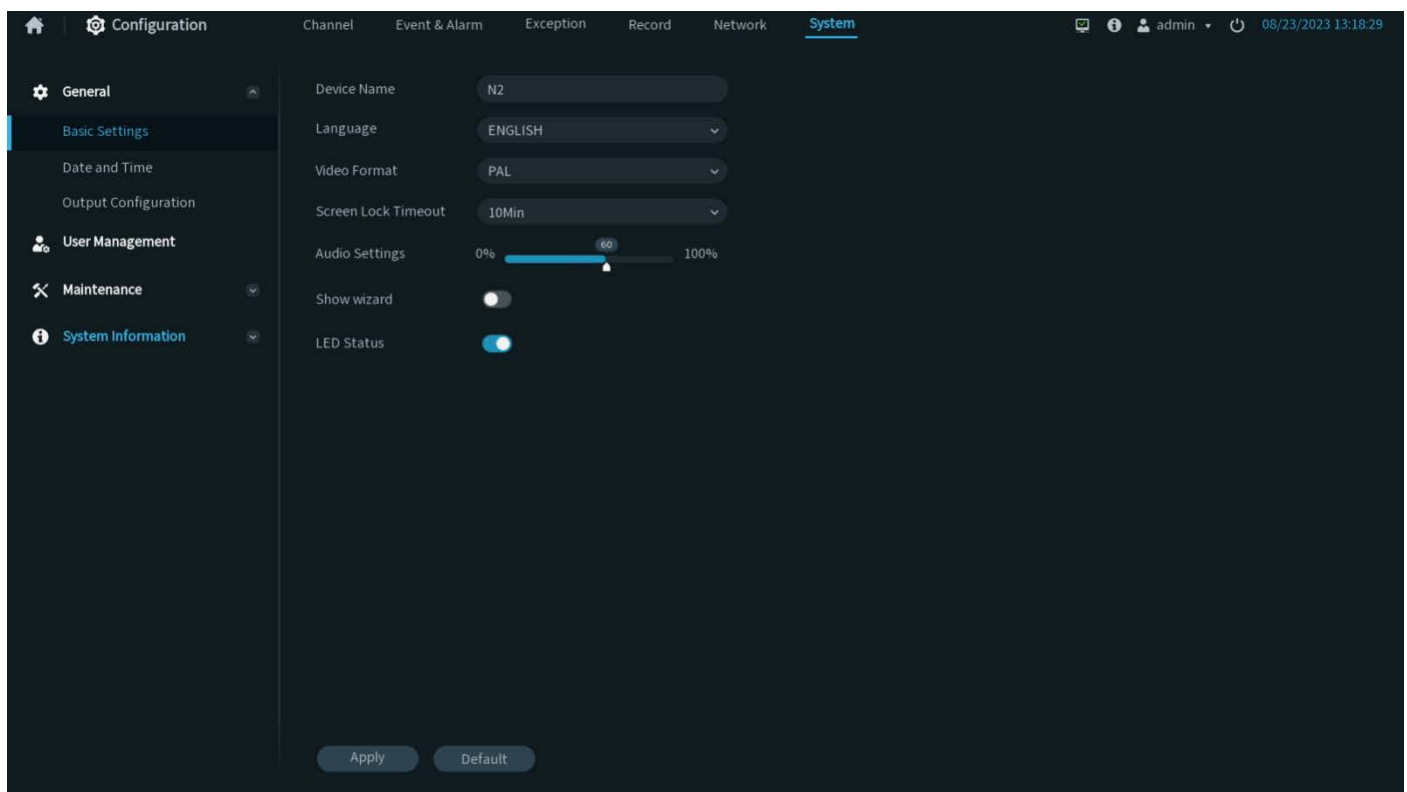 Configuration
Channel Event & Alarm Exception Record Network System
admin 08/23/2023 13:18:29
General
Basic Settings
Date and Time
Output Configuration
User Management
Maintenance
System Information
Device Name N2
Language ENGLISH
Video Format PAL
Screen Lock Timeout 10Min
Audio Settings 0% 60 100%
Show wizard
LED Status
Apply Default